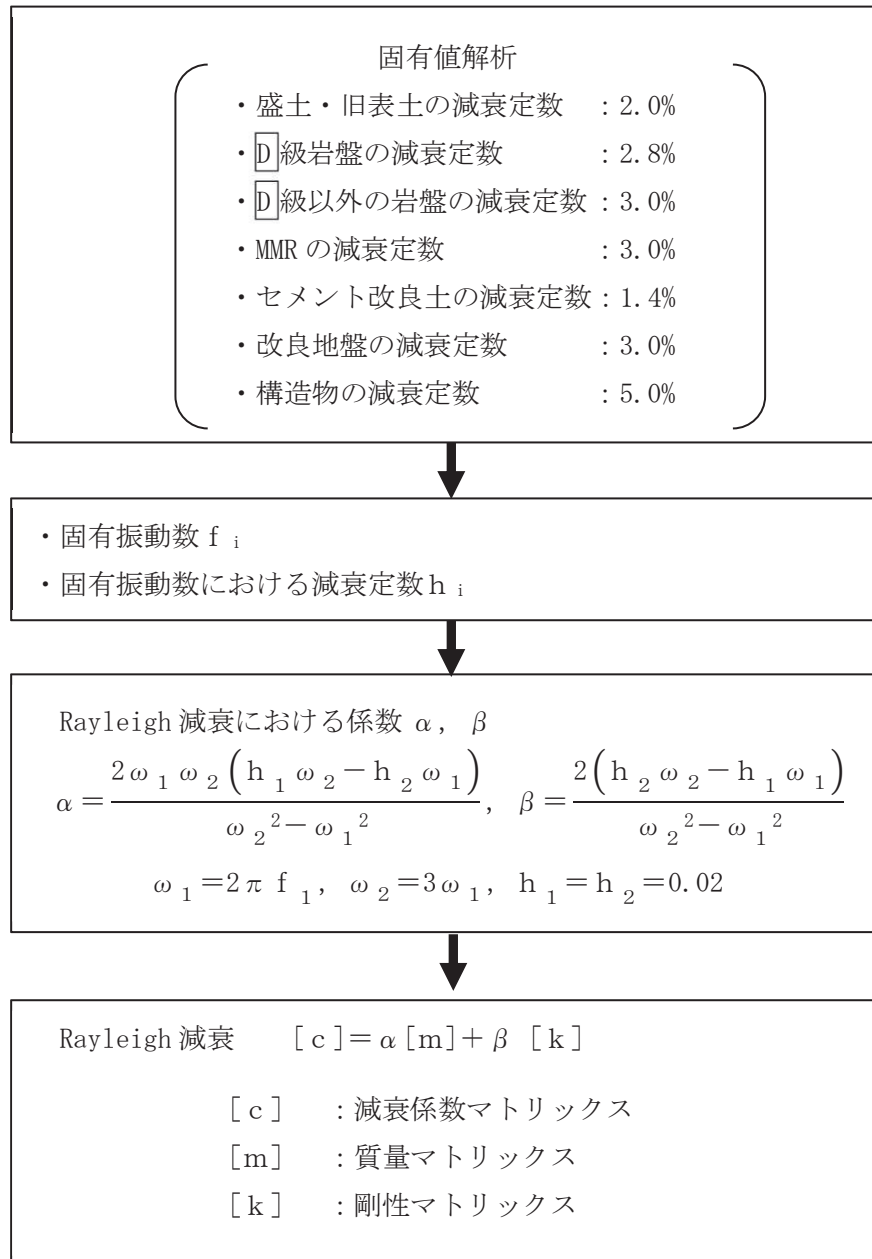 固有値解析
・盛土・旧表土の減衰定数 : 2.0%
・D級岩盤の減衰定数 : 2.8%
・D級以外の岩盤の減衰定数 : 3.0%
・MMRの減衰定数 : 3.0%
・セメント改良土の減衰定数 : 1.4%
・改良地盤の減衰定数 : 3.0%
・構造物の減衰定数 : 5.0%
・固有振動数 f i
・固有振動数における減衰定数 h i
Rayleigh 減衰における係数 α, β
α = 2ω₁ω₂(h₁ω₂−h₂ω₁) / ω₂²−ω₁², β = 2(h₂ω₂−h₁ω₁) / ω₂²−ω₁²
ω₁=2πf₁, ω₂=3ω₁, h₁=h₂=0.02
Rayleigh 減衰 [c]=α[m]+β [k]
[c] : 減衰係数マトリックス
[m] : 質量マトリックス
[k] : 剛性マトリックス